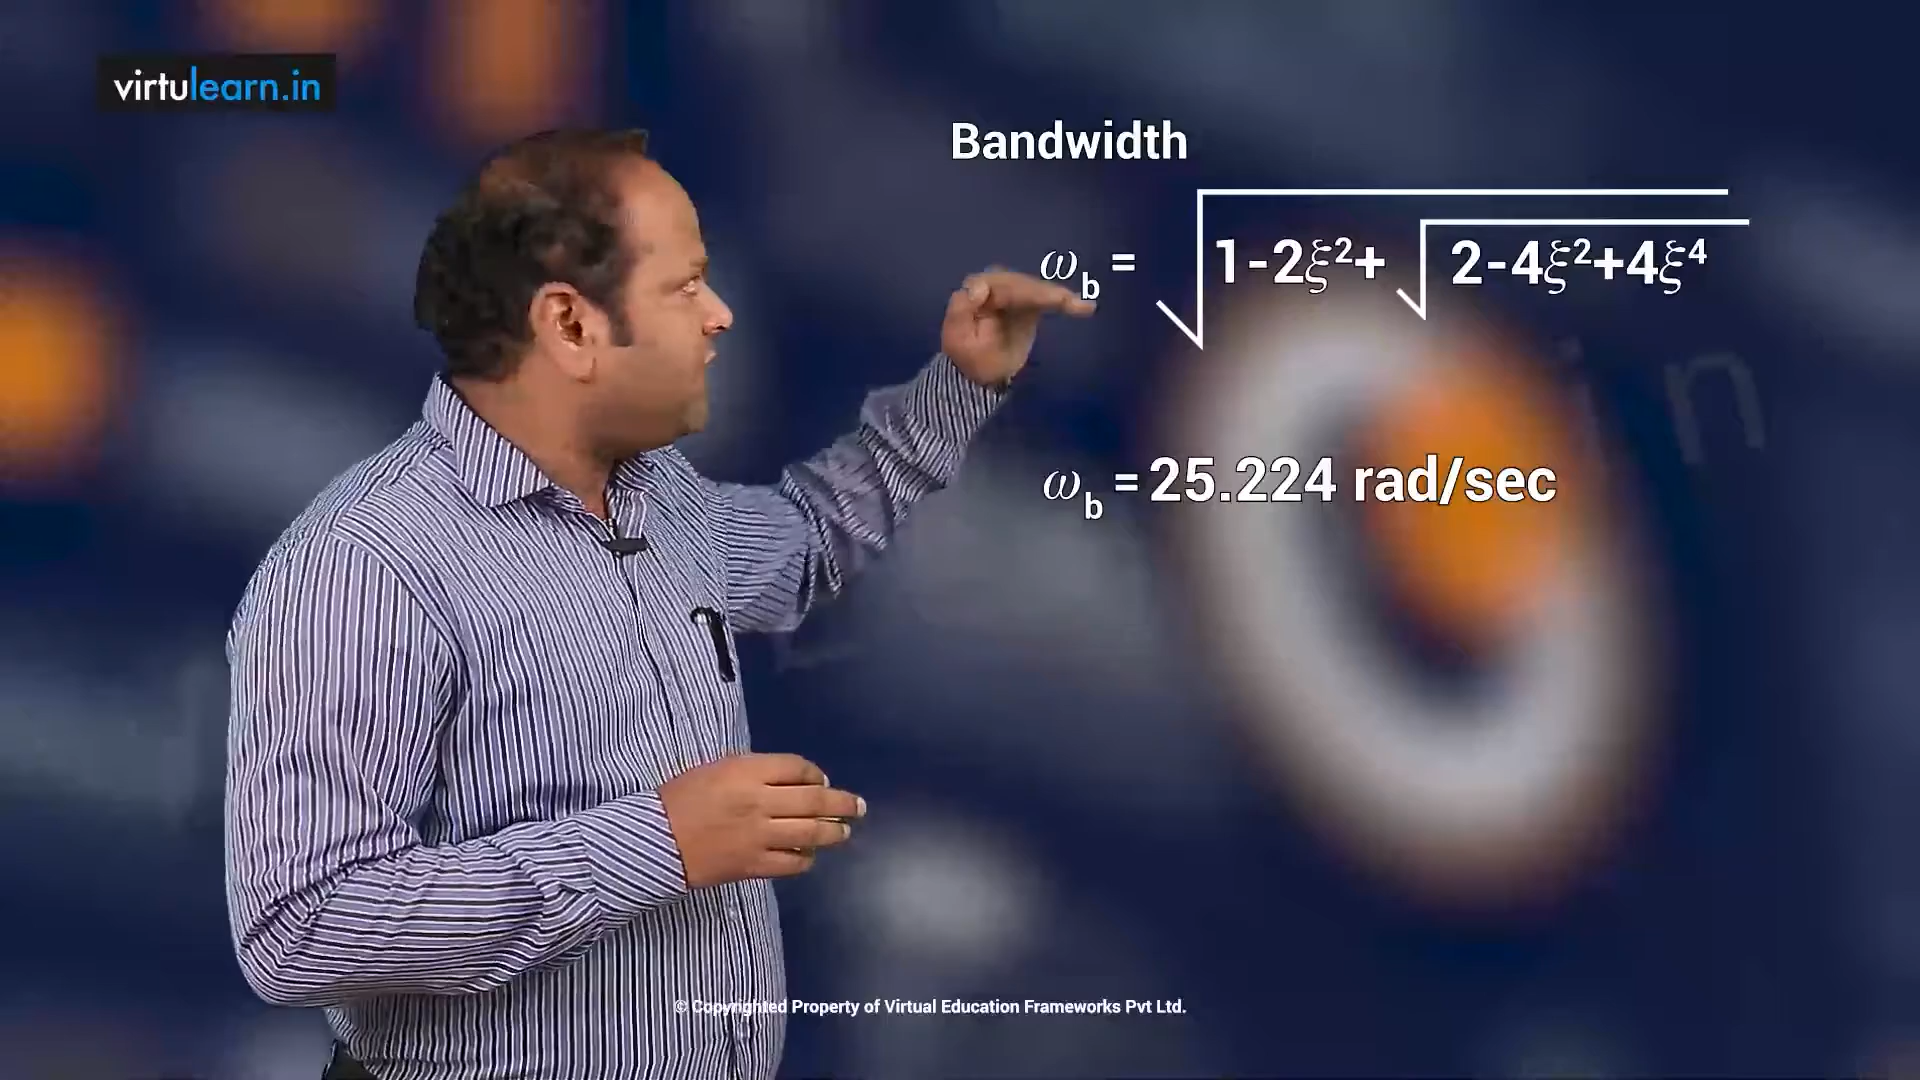 virtulearn.in
Bandwidth
ω_b = √(1-2ξ²+√(2-4ξ²+4ξ⁴))
in
ω_b = 25.224 rad/sec
© Copyrighted Property of Virtual Education Frameworks Pvt Ltd.